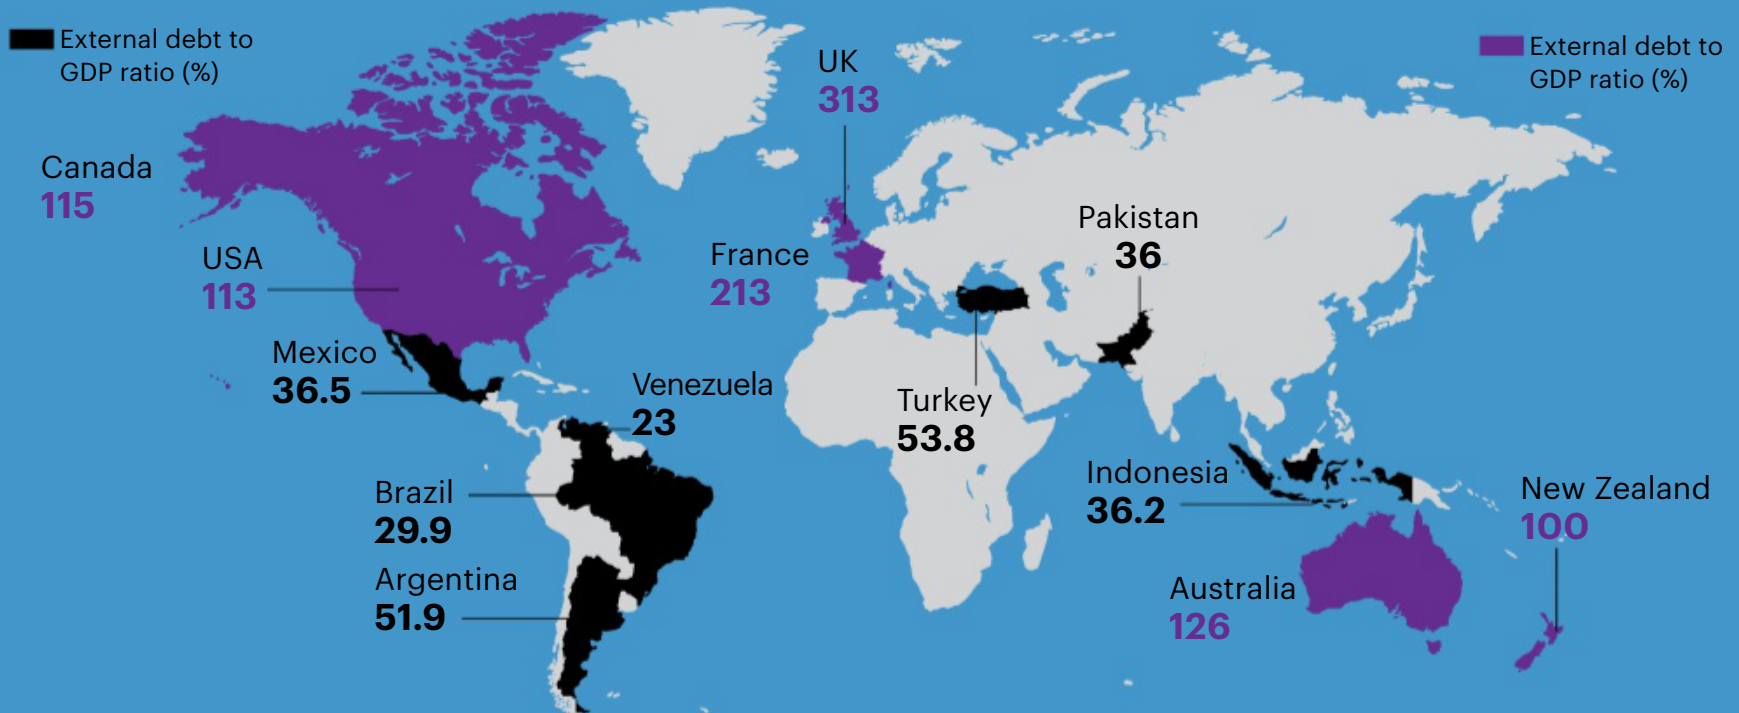 External debt to
GDP ratio (%)
External debt to
GDP ratio (%)
UK
313
Canada
115
USA
113
France
213
Pakistan
36
Mexico
36.5
Venezuela
23
Turkey
53.8
Brazil
29.9
Indonesia
36.2
New Zealand
100
Argentina
51.9
Australia
126